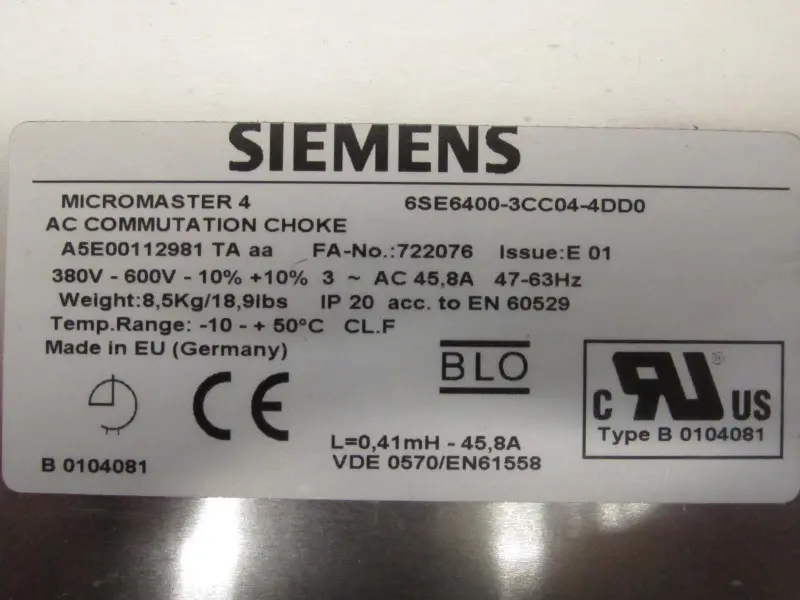 SIEMENS
MICROMASTER 4 6SE6400-3CC04-4DD0
AC COMMUTATION CHOKE
A5E00112981 TA aa FA-No.:722076 Issue:E 01
380V - 600V - 10% +10% 3 ~ AC 45,8A 47-63Hz
Weight:8,5Kg/18,9lbs IP 20 acc. to EN 60529
Temp.Range: -10 - + 50°C CL.F
Made in EU (Germany)
BLO
CE
C RU® US
Type B 0104081
L=0,41mH - 45,8A
B 0104081 VDE 0570/EN61558